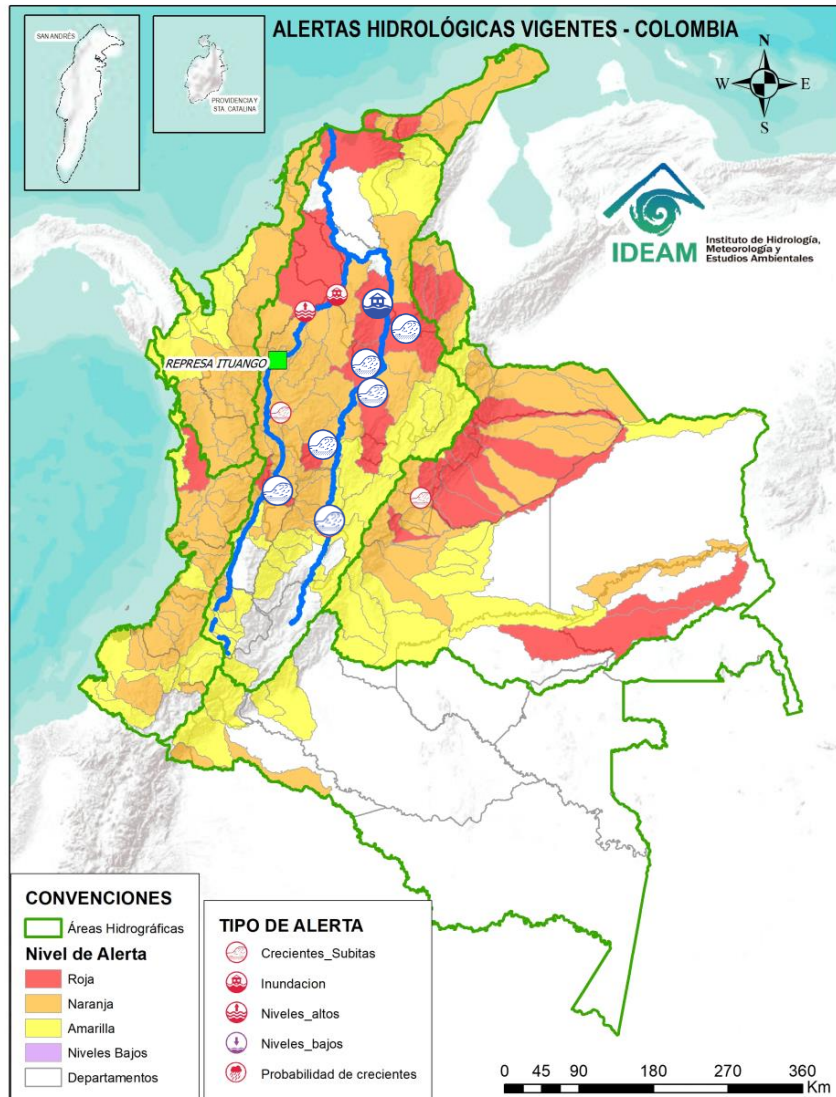 ALERTAS HIDROLÓGICAS VIGENTES - COLOMBIA
SAN ANDRÉS
PROVIDENCIA Y
STA. CATALINA
N
W
E
S
IDEAM
Instituto de Hidrología,
Meteorología y
Estudios Ambientales
REPRESA ITUANGO
CONVENCIONES
Áreas Hidrográficas
Nivel de Alerta
Roja
Naranja
Amarilla
Niveles Bajos
Departamentos
TIPO DE ALERTA
Crecientes_Subitas
Inundacion
Niveles_altos
Niveles_bajos
Probabilidad de crecientes
0 45 90 180 270 360
Km